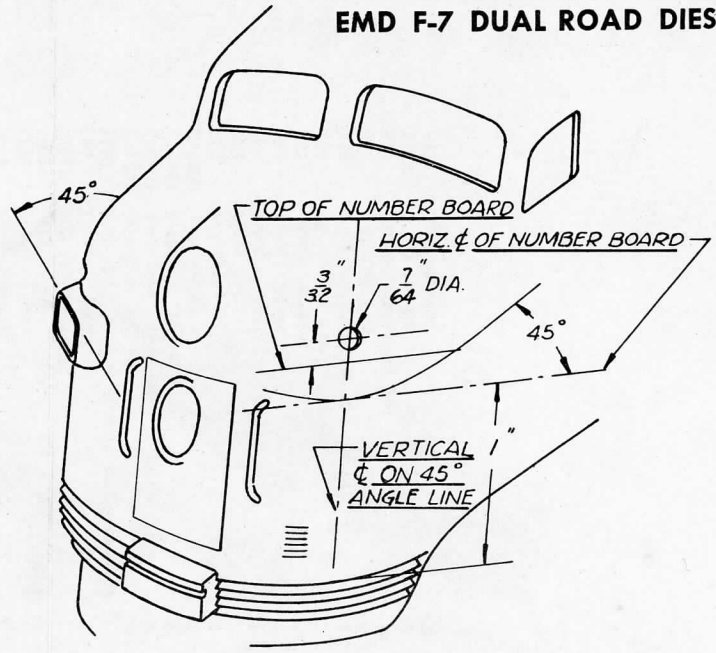 EMD F-7 DUAL ROAD DIES
45°
TOP OF NUMBER BOARD
HORIZ. ℄ OF NUMBER BOARD
3/32"
7/64" DIA.
45°
1"
VERTICAL
℄ ON 45°
ANGLE LINE